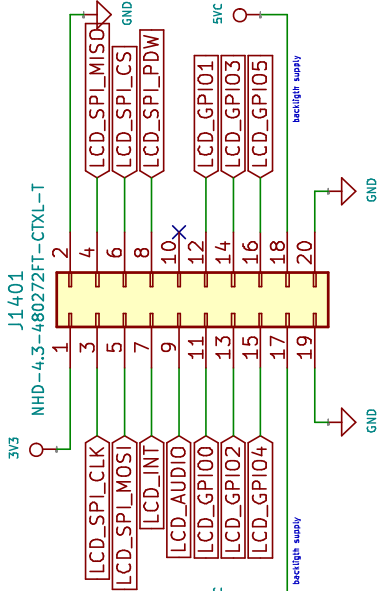 GND
5VC
LCD_SPI_MISO
LCD_SPI_CS
LCD_SPI_PDW
LCD_GPIO1
LCD_GPIO3
LCD_GPIO5
backligth supply
2
4
6
8
10
12
14
16
18
20
GND
J1401
NHD-4.3-480272FT-CTXL-T
1
3
5
7
9
11
13
15
17
19
GND
3V3
LCD_SPI_CLK
LCD_SPI_MOSI
LCD_INT
LCD_AUDIO
LCD_GPIO0
LCD_GPIO2
LCD_GPIO4
backligth supply